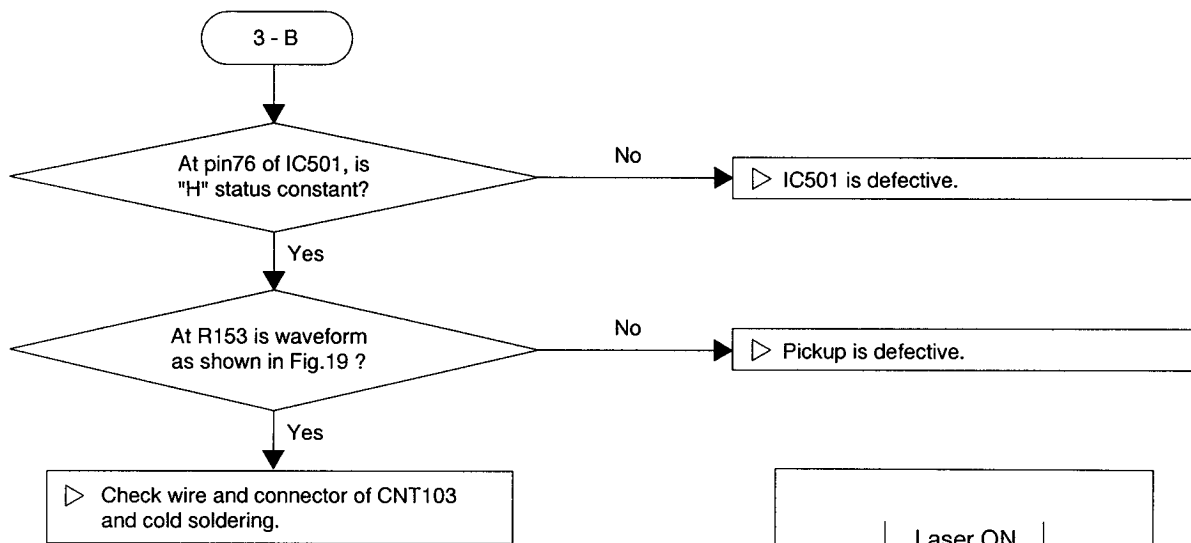 3 - B
At pin76 of IC501, is
"H" status constant?
No
▷ IC501 is defective.
Yes
At R153 is waveform
as shown in Fig.19 ?
No
▷ Pickup is defective.
Yes
▷ Check wire and connector of CNT103
and cold soldering.
Laser ON